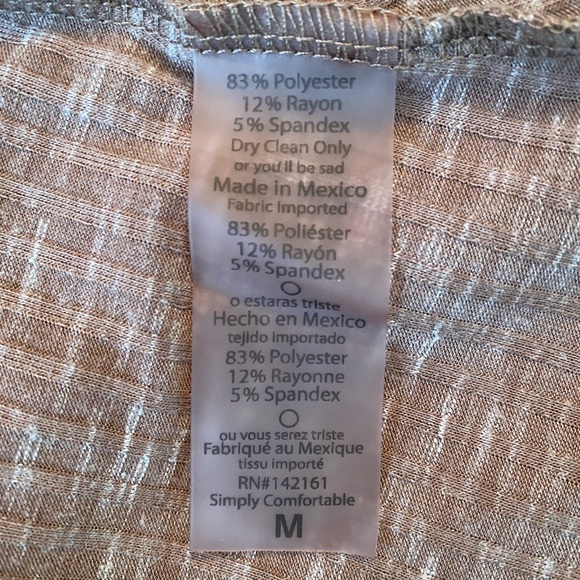 83% Polyester
12% Rayon
5% Spandex
Dry Clean Only
or you'll be sad
Made in Mexico
Fabric Imported
83% Poliéster
12% Rayón
5% Spandex
o estaras triste
Hecho en Mexico
tejido importado
83% Polyester
12% Rayonne
5% Spandex
ou vous serez triste
Fabriqué au Mexique
tissu importé
RN#142161
Simply Comfortable
M